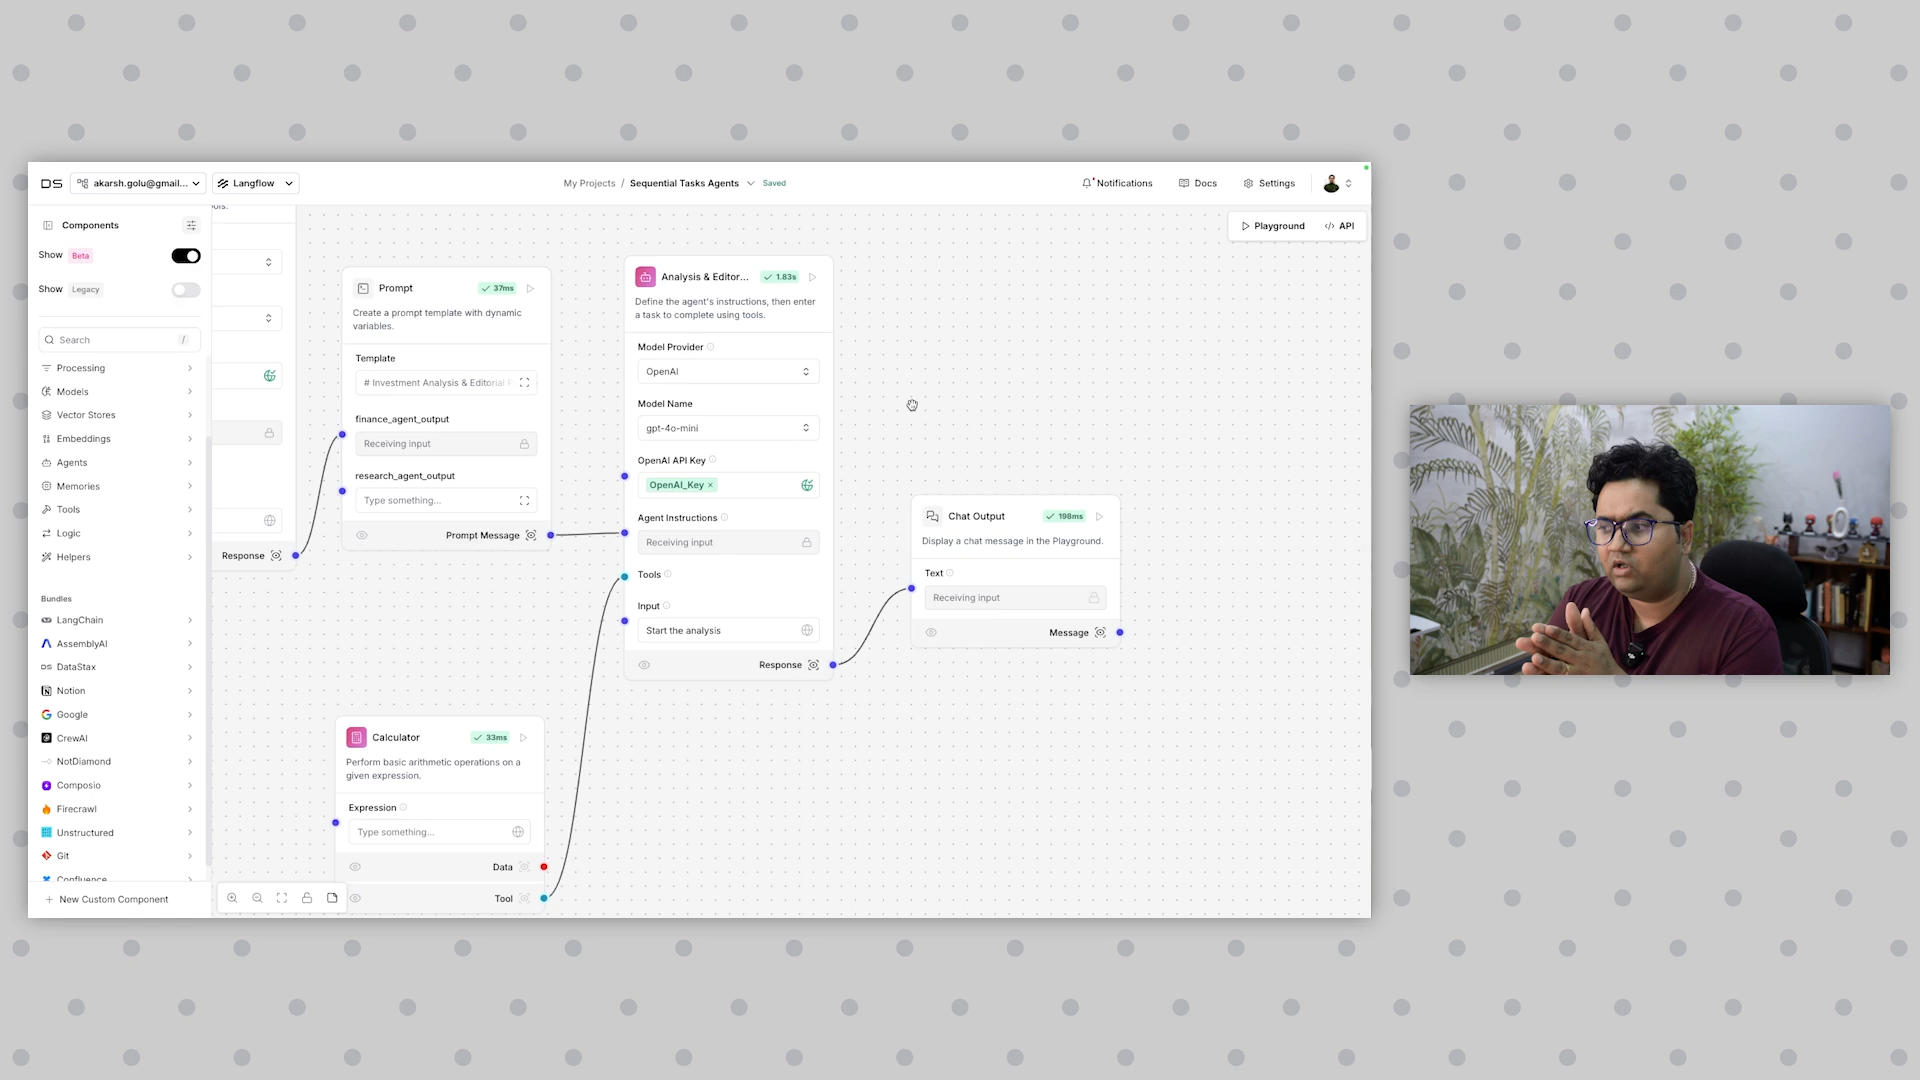 DS
akarsh.golu@gmail...
Langflow
My Projects / Sequential Tasks Agents
Saved
Notifications
Docs
Settings
Components
Show Beta
Show Legacy
Search /
Processing
Models
Vector Stores
Embeddings
Agents
Memories
Tools
Logic
Helpers
Bundles
LangChain
AssemblyAI
DS DataStax
Notion
Google
CrewAI
NotDiamond
Composio
Firecrawl
Unstructured
Git
Confluence
+ New Custom Component
Response
Playground
API
Prompt
37ms
Create a prompt template with dynamic
variables.
Template
# Investment Analysis & Editorial
finance_agent_output
Receiving input
research_agent_output
Type something...
Prompt Message
Analysis & Editor...
1.83s
Define the agent's instructions, then enter
a task to complete using tools.
Model Provider
OpenAI
Model Name
gpt-4o-mini
OpenAI API Key
OpenAI_Key ×
Agent Instructions
Receiving input
Tools
Input
Start the analysis
Response
Chat Output
198ms
Display a chat message in the Playground.
Text
Receiving input
Message
Calculator
33ms
Perform basic arithmetic operations on a
given expression.
Expression
Type something...
Data
Tool